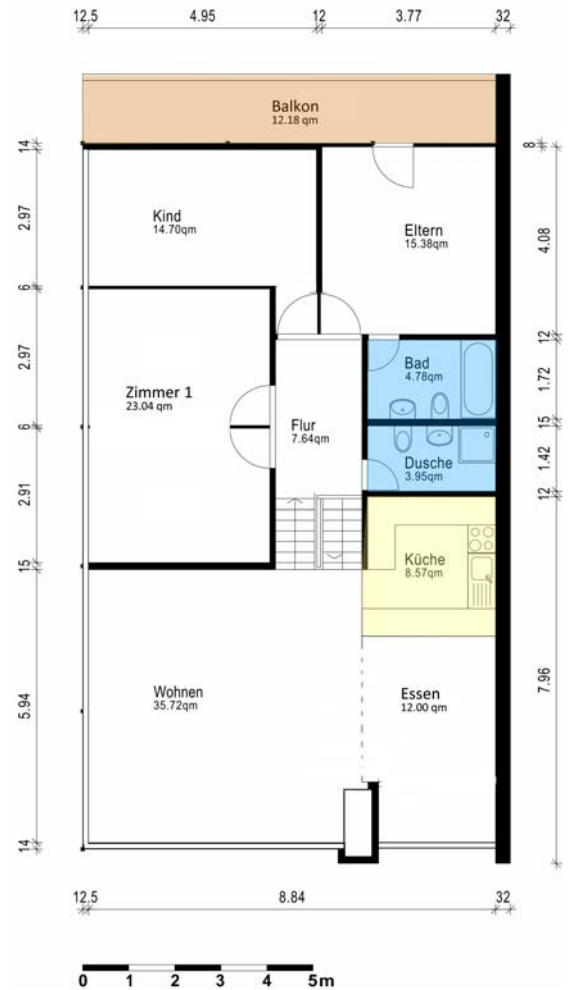 12.5 4.95 12 3.77 32
Balkon
12.18 qm
14
8
2.97
Kind
14.70qm
Eltern
15.38qm
4.08
6
12
2.97
Zimmer 1
23.04 qm
Bad
4.78qm
1.72
Flur
7.64qm
15
6
Dusche
3.95qm
1.42
12
2.91
Küche
8.57qm
15
7.96
Wohnen
35.72qm
Essen
12.00 qm
5.94
14
12.5 8.84 32
0 1 2 3 4 5m